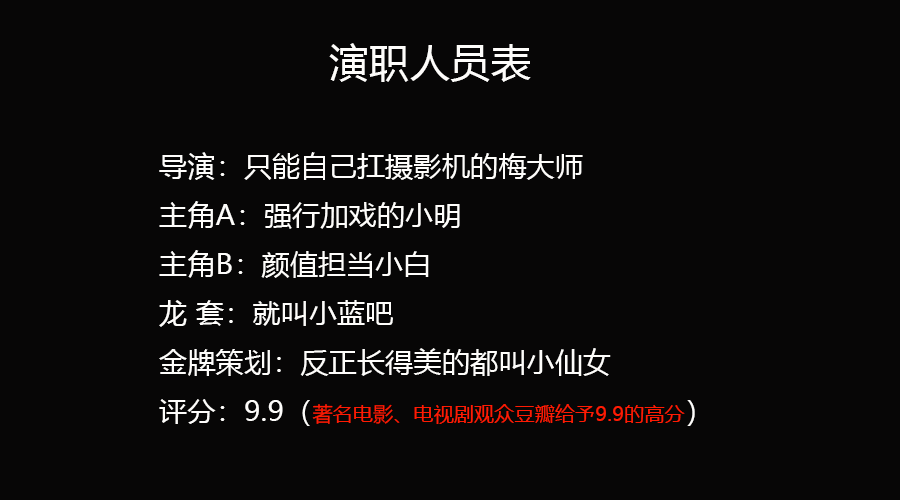 演职人员表
导演：只能自己扛摄影机的梅大师
主角A：强行加戏的小明
主角B：颜值担当小白
龙 套：就叫小蓝吧
金牌策划：反正长得美的都叫小仙女
评分：9.9（著名电影、电视剧观众豆瓣给予9.9的高分）